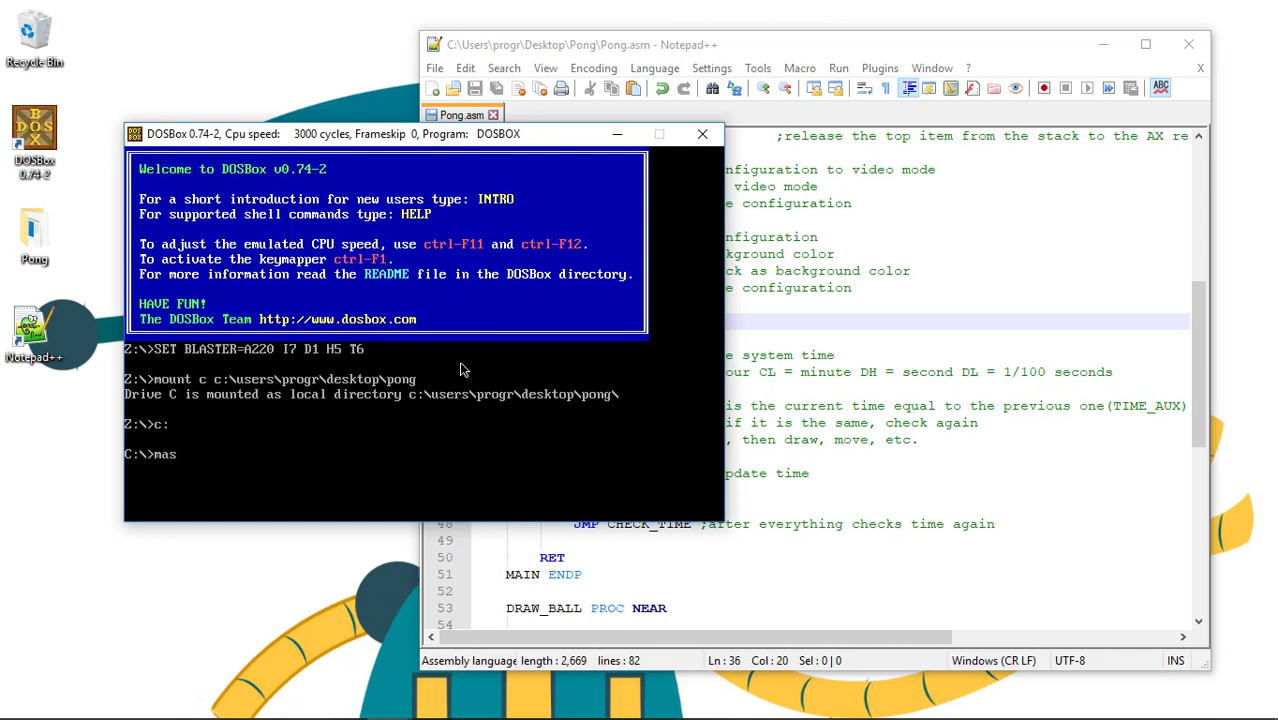 Recycle Bin
DOSBox
0.74-2
Pong
Notepad++
C:\Users\progr\Desktop\Pong\Pong.asm - Notepad++
File Edit Search View Encoding Language Settings Tools Macro Run Plugins Window ?
X
Pong.asm
DOSBox 0.74-2, Cpu speed: 3000 cycles, Frameskip 0, Program: DOSBOX
Welcome to DOSBox v0.74-2
For a short introduction for new users type: INTRO
For supported shell commands type: HELP
To adjust the emulated CPU speed, use ctrl-F11 and ctrl-F12.
To activate the keymapper ctrl-F1.
For more information read the README file in the DOSBox directory.
HAVE FUN!
The DOSBox Team http://www.dosbox.com
Z:\>SET BLASTER=A220 I7 D1 H5 T6
Z:\>mount c c:\users\progr\desktop\pong
Drive C is mounted as local directory c:\users\progr\desktop\pong\
Z:\>c:
C:\>mas
;release the top item from the stack to the AX re
nfiguration to video mode
video mode
e configuration
nfiguration
kground color
ck as background color
e configuration
e system time
our CL = minute DH = second DL = 1/100 seconds
is the current time equal to the previous one(TIME_AUX)
if it is the same, check again
, then draw, move, etc.
pdate time
48 JMP CHECK_TIME ;after everything checks time again
49
50 RET
51 MAIN ENDP
52
53 DRAW_BALL PROC NEAR
54
Assembly language length : 2,669 lines : 82 Ln : 36 Col : 20 Sel : 0 | 0 Windows (CR LF) UTF-8 INS